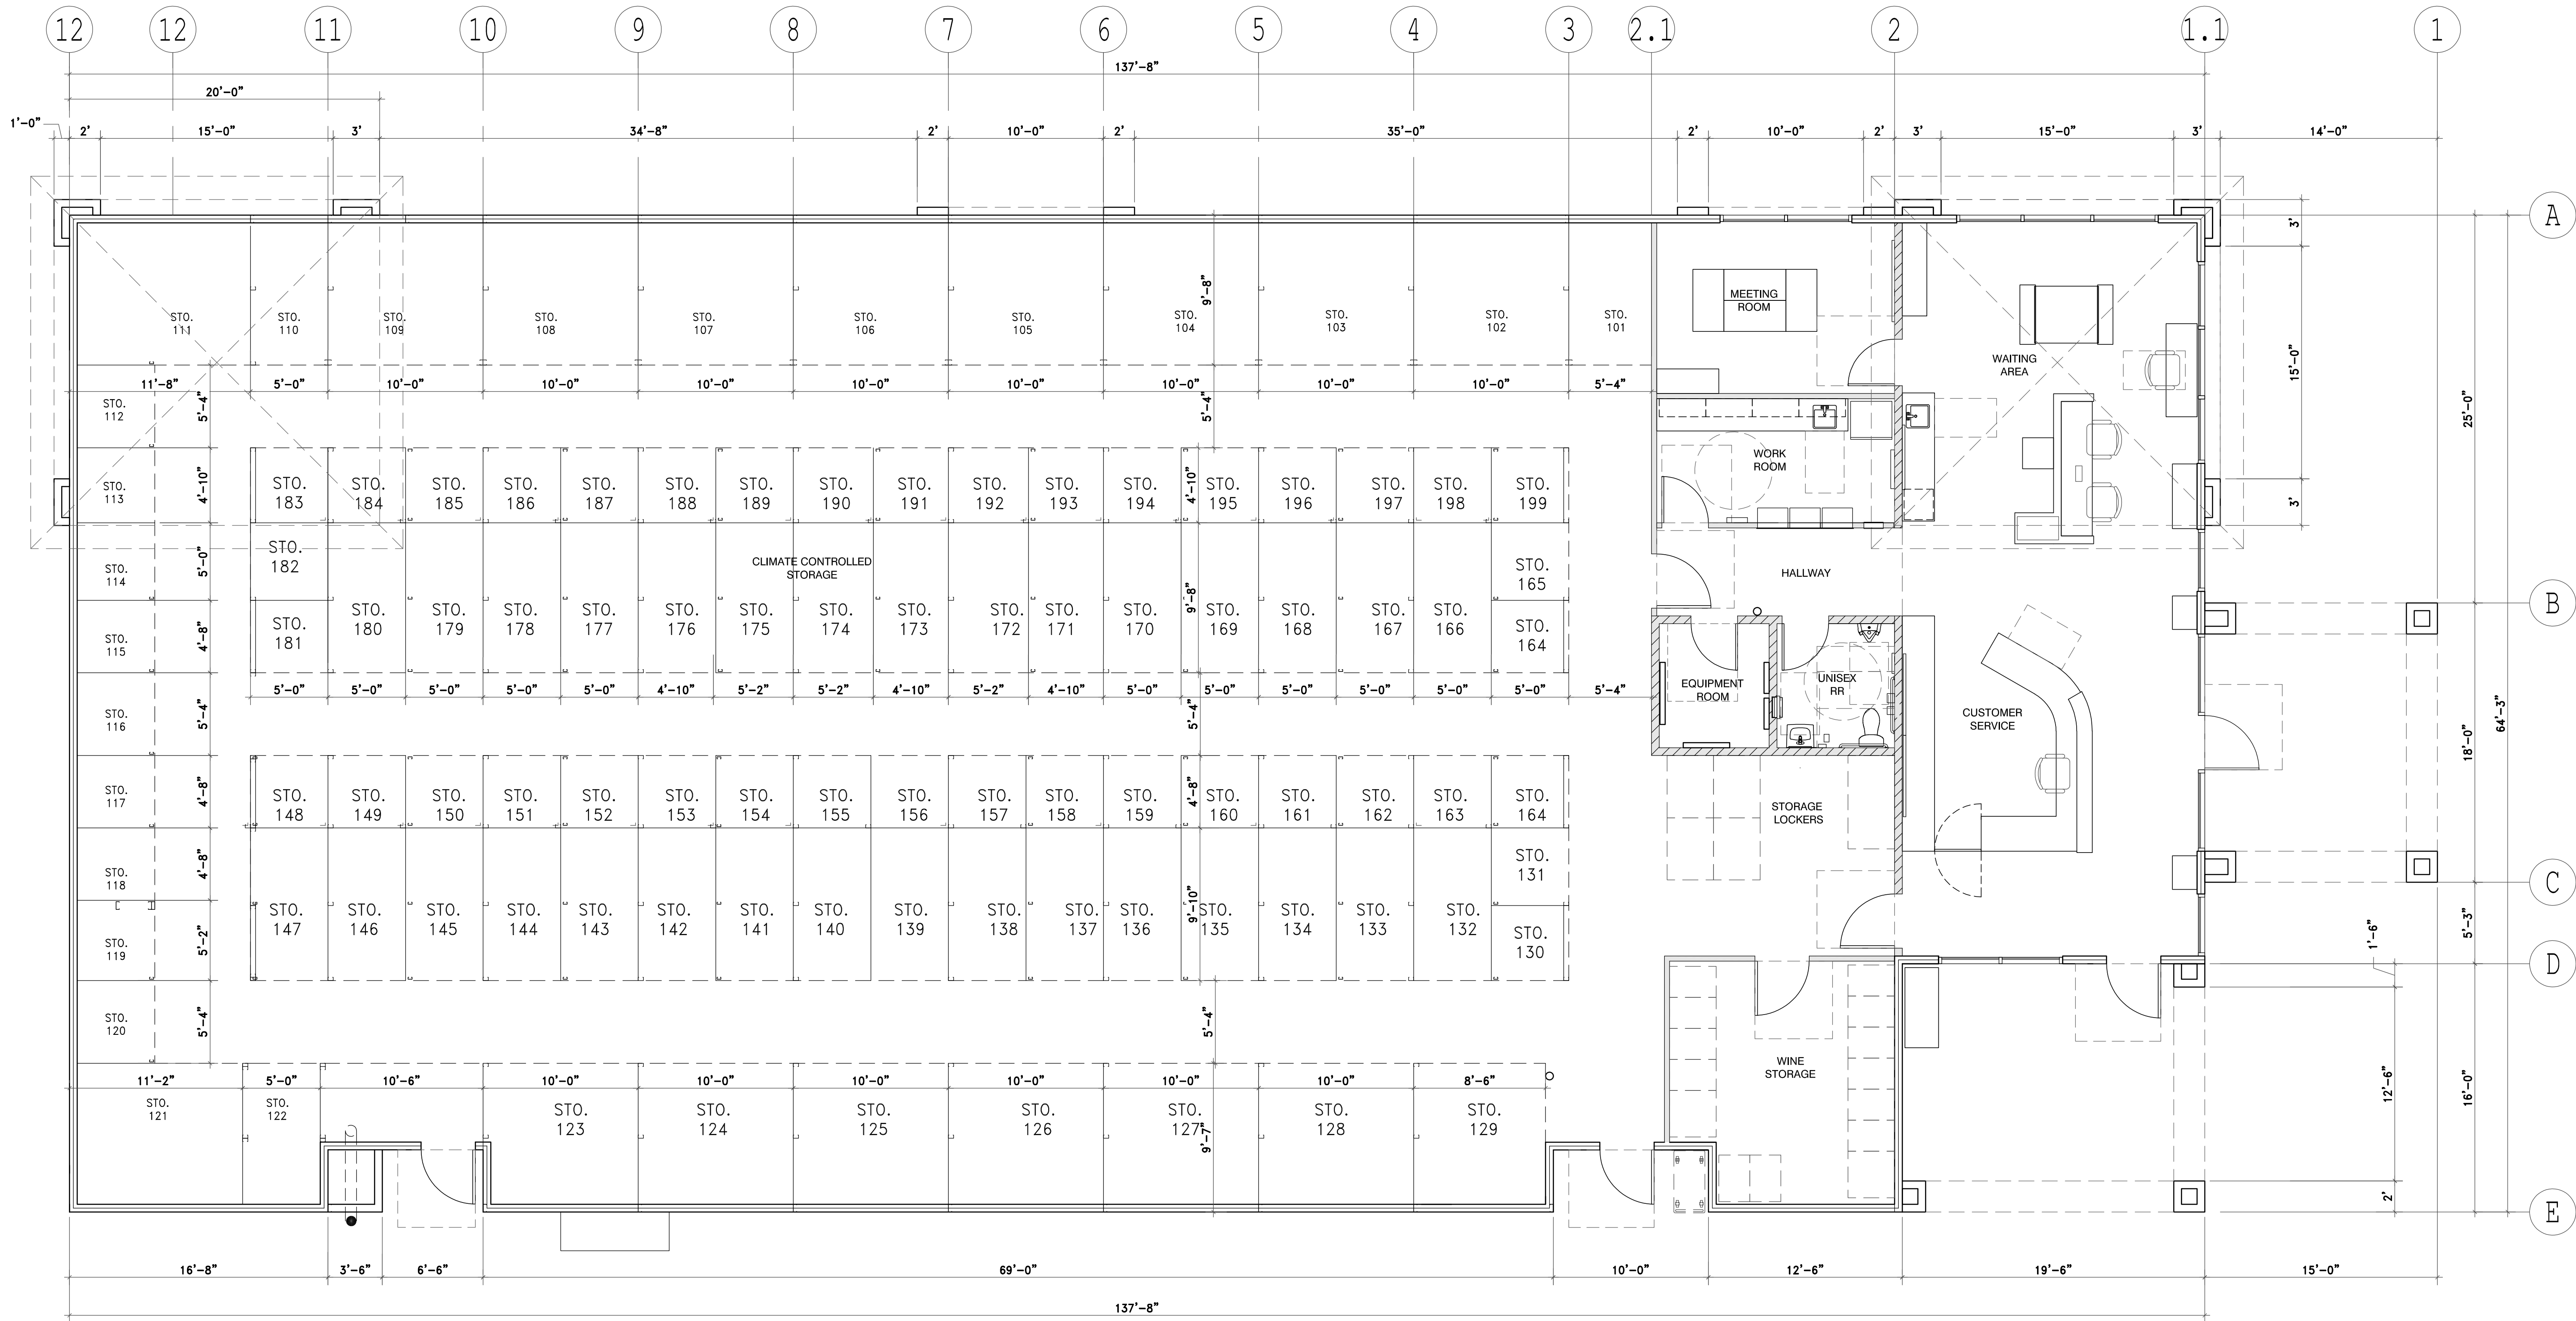 12 12 11 10 9 8 7 6 5 4 3 2.1 2 1.1 1
137'-8"
20'-0"
1'-0" 2' 15'-0" 3' 34'-8" 2' 10'-0" 2' 35'-0" 2' 10'-0" 2' 3' 15'-0" 3' 14'-0"
A
3'
9'-8"
MEETING
ROOM
STO.
111
STO.
110
STO.
109
STO.
108
STO.
107
STO.
106
STO.
105
STO.
104
STO.
103
STO.
102
STO.
101
WAITING
AREA
15'-0"
11'-8" 5'-0" 10'-0" 10'-0" 10'-0" 10'-0" 10'-0" 10'-0" 10'-0" 10'-0" 5'-4"
STO.
112
5'-4"
5'-4"
25'-0"
WORK
ROOM
STO.
113
4'-10"
STO.
183
STO.
184
STO.
185
STO.
186
STO.
187
STO.
188
STO.
189
STO.
190
STO.
191
STO.
192
STO.
193
STO.
194
4'-10"
STO.
195
STO.
196
STO.
197
STO.
198
STO.
199
3'
STO.
114
5'-0"
STO.
182
CLIMATE CONTROLLED
STORAGE
STO.
165
HALLWAY
9'-8"
B
STO.
115
4'-8"
STO.
181
STO.
180
STO.
179
STO.
178
STO.
177
STO.
176
STO.
175
STO.
174
STO.
173
STO.
172
STO.
171
STO.
170
STO.
169
STO.
168
STO.
167
STO.
166
STO.
164
5'-0" 5'-0" 5'-0" 5'-0" 5'-0" 4'-10" 5'-2" 5'-2" 4'-10" 5'-2" 4'-10" 5'-0" 5'-0" 5'-0" 5'-0" 5'-0" 5'-0" 5'-4"
EQUIPMENT
ROOM
UNISEX
RR
CUSTOMER
SERVICE
STO.
116
5'-4"
5'-4"
18'-0"
64'-3"
STO.
117
4'-8"
STO.
148
STO.
149
STO.
150
STO.
151
STO.
152
STO.
153
STO.
154
STO.
155
STO.
156
STO.
157
STO.
158
STO.
159
4'-8"
STO.
160
STO.
161
STO.
162
STO.
163
STO.
164
STORAGE
LOCKERS
STO.
118
4'-8"
STO.
131
C
STO.
119
5'-2"
STO.
147
STO.
146
STO.
145
STO.
144
STO.
143
STO.
142
STO.
141
STO.
140
STO.
139
STO.
138
STO.
137
STO.
136
9'-10"
STO.
135
STO.
134
STO.
133
STO.
132
STO.
130
1'-6"
5'-3"
D
STO.
120
5'-4"
5'-4"
WINE
STORAGE
11'-2" 5'-0" 10'-6" 10'-0" 10'-0" 10'-0" 10'-0" 10'-0" 10'-0" 8'-6"
12'-6"
16'-0"
STO.
121
STO.
122
STO.
123
STO.
124
STO.
125
STO.
126
STO.
127
9'-7"
STO.
128
STO.
129
2'
E
16'-8" 3'-6" 6'-6" 69'-0" 10'-0" 12'-6" 19'-6" 15'-0"
137'-8"